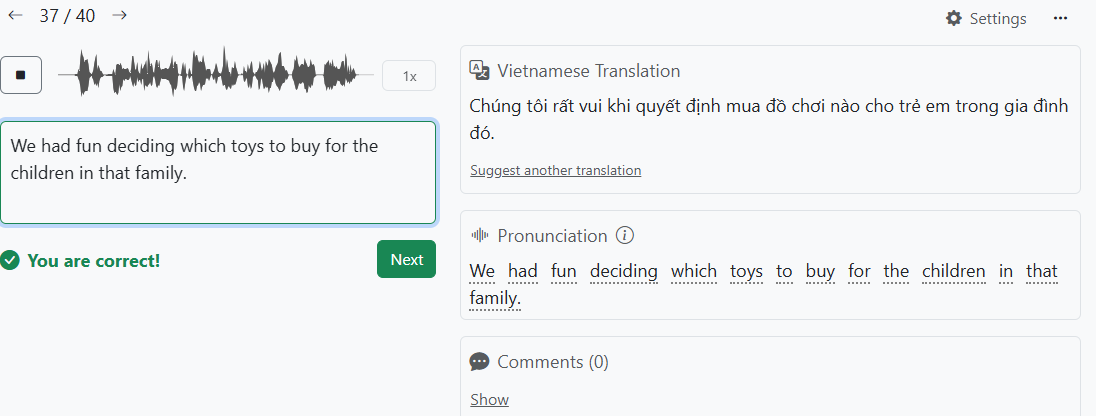 37 / 40
Settings
1x
We had fun deciding which toys to buy for the
children in that family.
You are correct!
Next
Vietnamese Translation
Chúng tôi rất vui khi quyết định mua đồ chơi nào cho trẻ em trong gia đình
đó.
Suggest another translation
Pronunciation
We had fun deciding which toys to buy for the children in that
family.
Comments (0)
Show